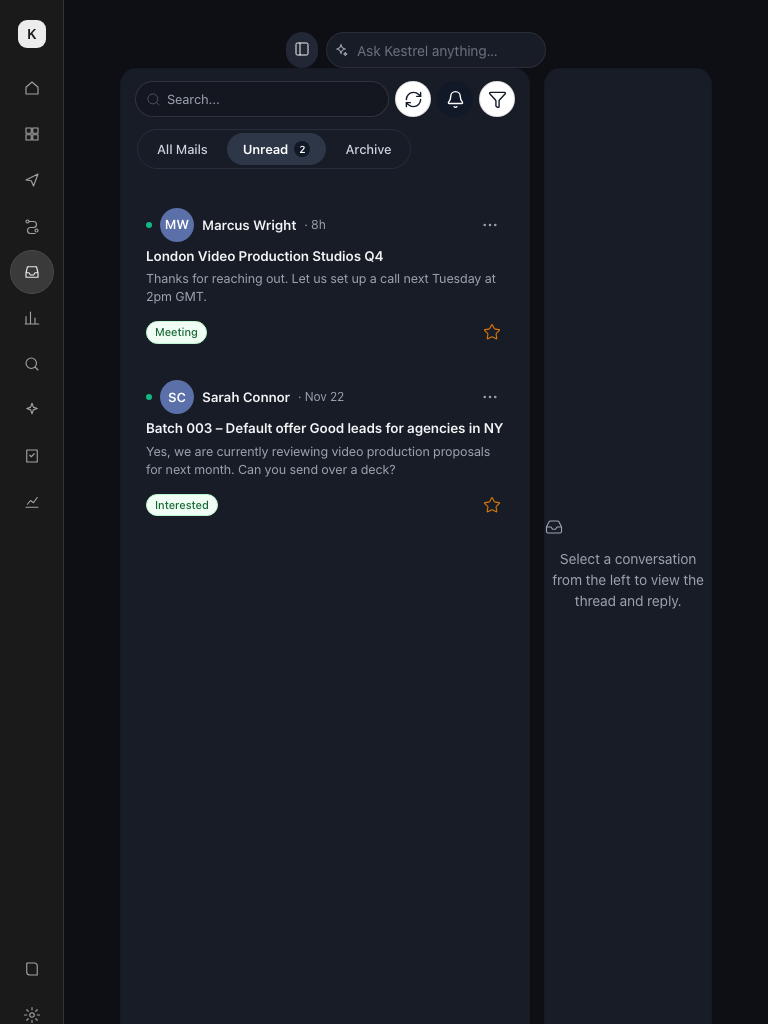 K
Ask Kestrel anything...
Search...
All Mails
Unread 2
Archive
MW
Marcus Wright · 8h
London Video Production Studios Q4
Thanks for reaching out. Let us set up a call next Tuesday at
2pm GMT.
Meeting
SC
Sarah Connor · Nov 22
Batch 003 – Default offer Good leads for agencies in NY
Yes, we are currently reviewing video production proposals
for next month. Can you send over a deck?
Interested
Select a conversation
from the left to view the
thread and reply.